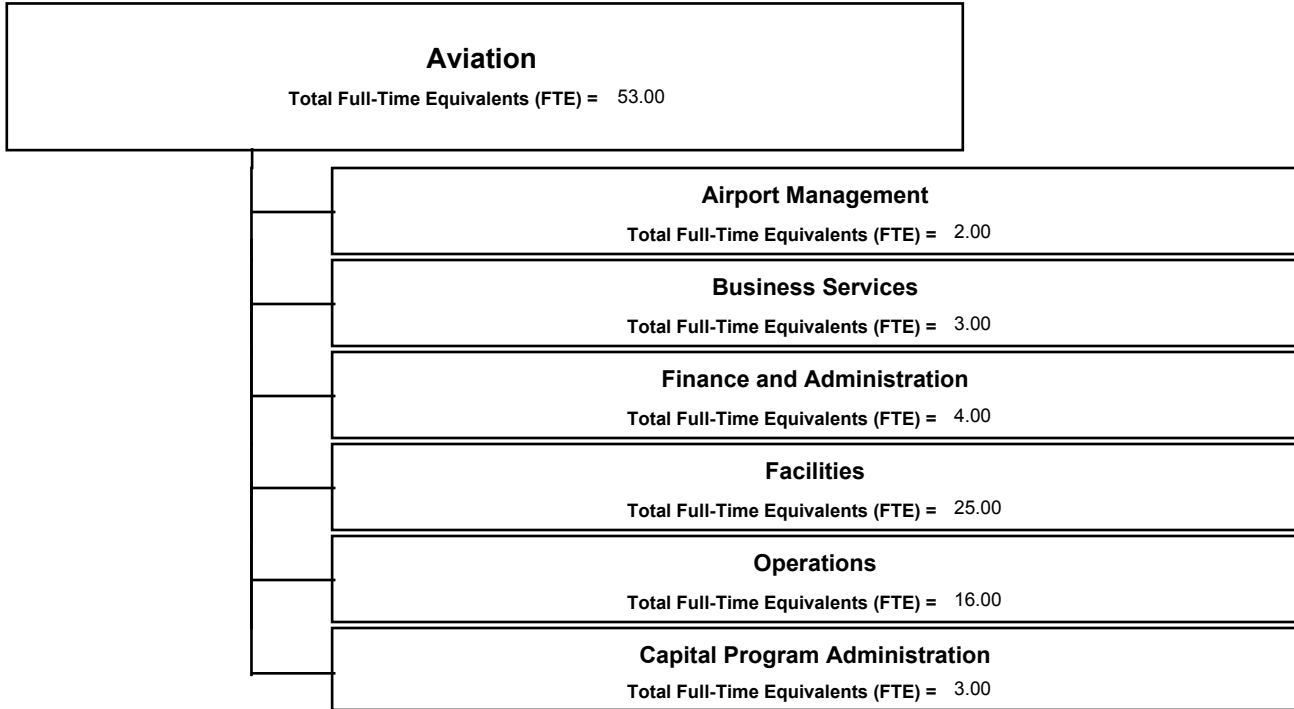 Aviation
Total Full-Time Equivalents (FTE) = 53.00
Airport Management
Total Full-Time Equivalents (FTE) = 2.00
Business Services
Total Full-Time Equivalents (FTE) = 3.00
Finance and Administration
Total Full-Time Equivalents (FTE) = 4.00
Facilities
Total Full-Time Equivalents (FTE) = 25.00
Operations
Total Full-Time Equivalents (FTE) = 16.00
Capital Program Administration
Total Full-Time Equivalents (FTE) = 3.00